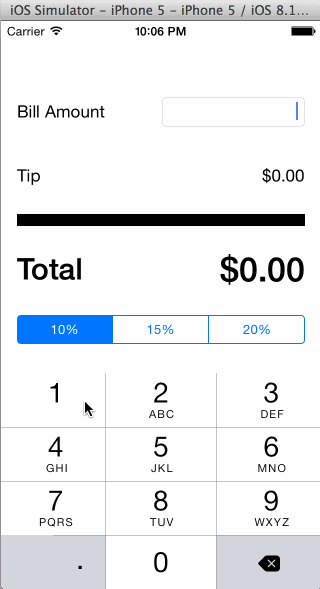 iOS Simulator – iPhone 5 – iPhone 5 / iOS 8.1...
Carrier 10:06 PM
Bill Amount
Tip $0.00
Total $0.00
10% 15% 20%
1 2 3
ABC DEF
4 5 6
GHI JKL MNO
7 8 9
PQRS TUV WXYZ
. 0